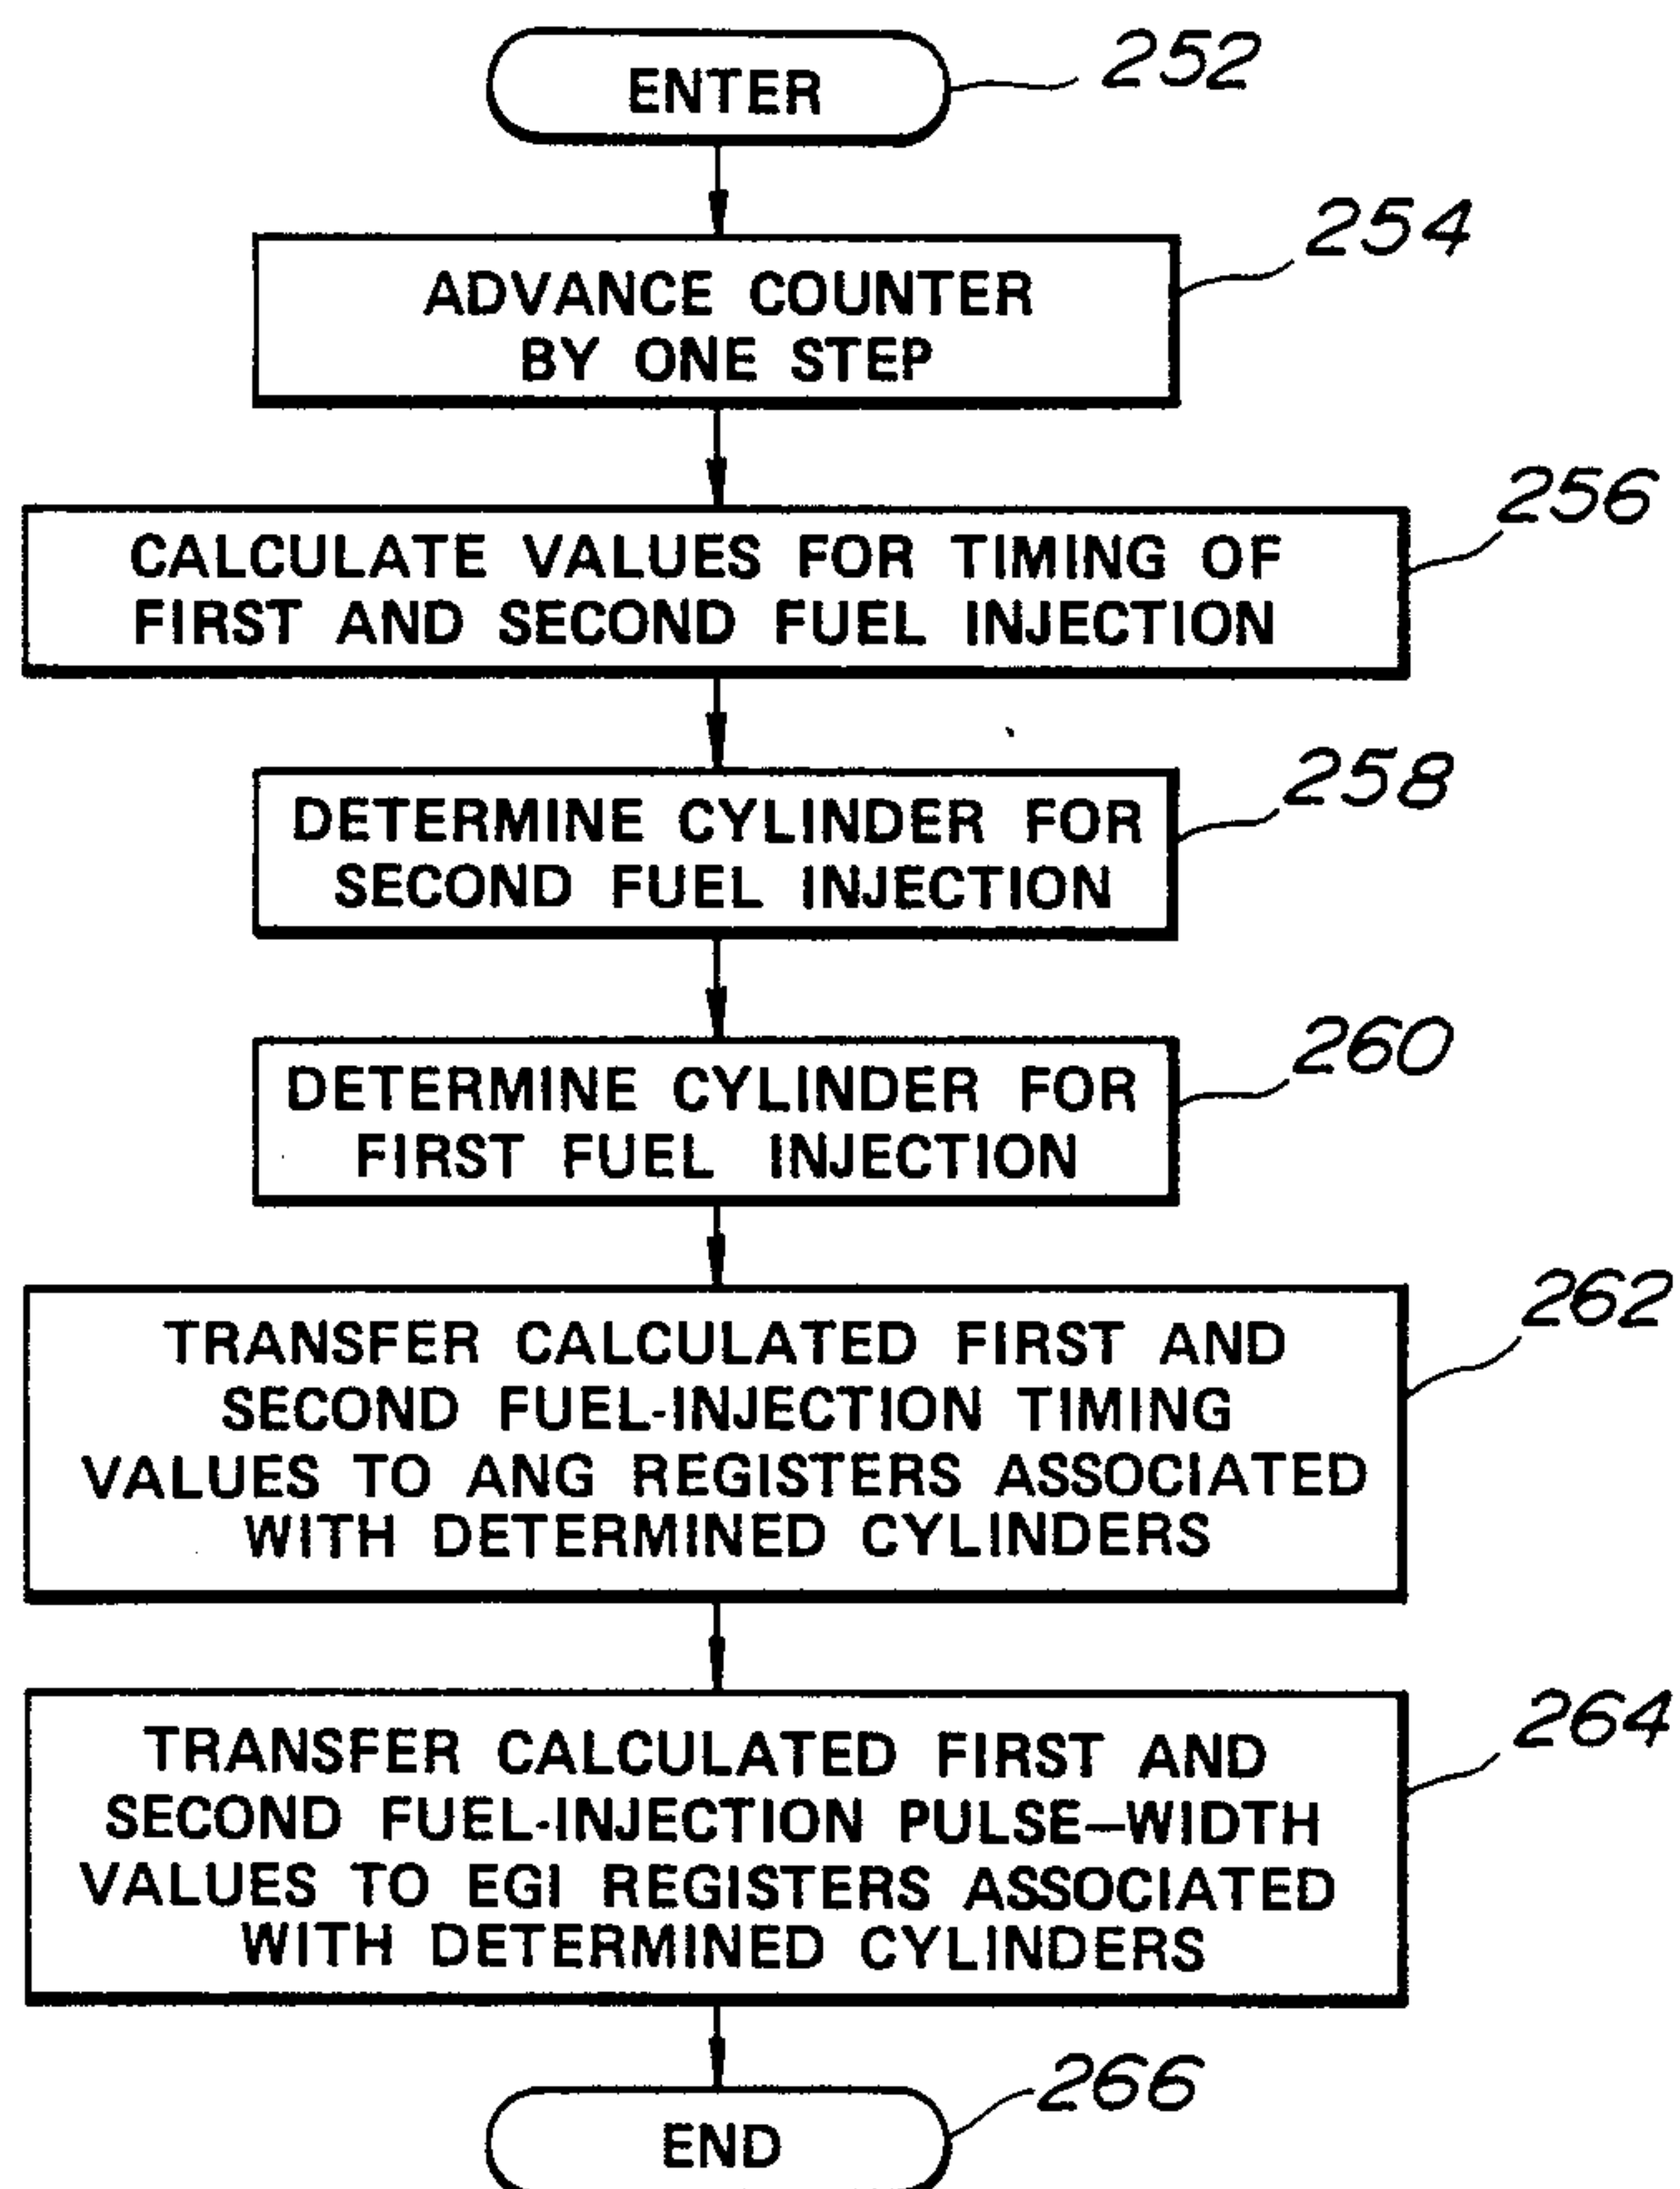 ENTER
252
ADVANCE COUNTER
BY ONE STEP
254
CALCULATE VALUES FOR TIMING OF
FIRST AND SECOND FUEL INJECTION
256
DETERMINE CYLINDER FOR
SECOND FUEL INJECTION
258
DETERMINE CYLINDER FOR
FIRST FUEL INJECTION
260
TRANSFER CALCULATED FIRST AND
SECOND FUEL-INJECTION TIMING
VALUES TO ANG REGISTERS ASSOCIATED
WITH DETERMINED CYLINDERS
262
TRANSFER CALCULATED FIRST AND
SECOND FUEL-INJECTION PULSE–WIDTH
VALUES TO EGI REGISTERS ASSOCIATED
WITH DETERMINED CYLINDERS
264
END
266